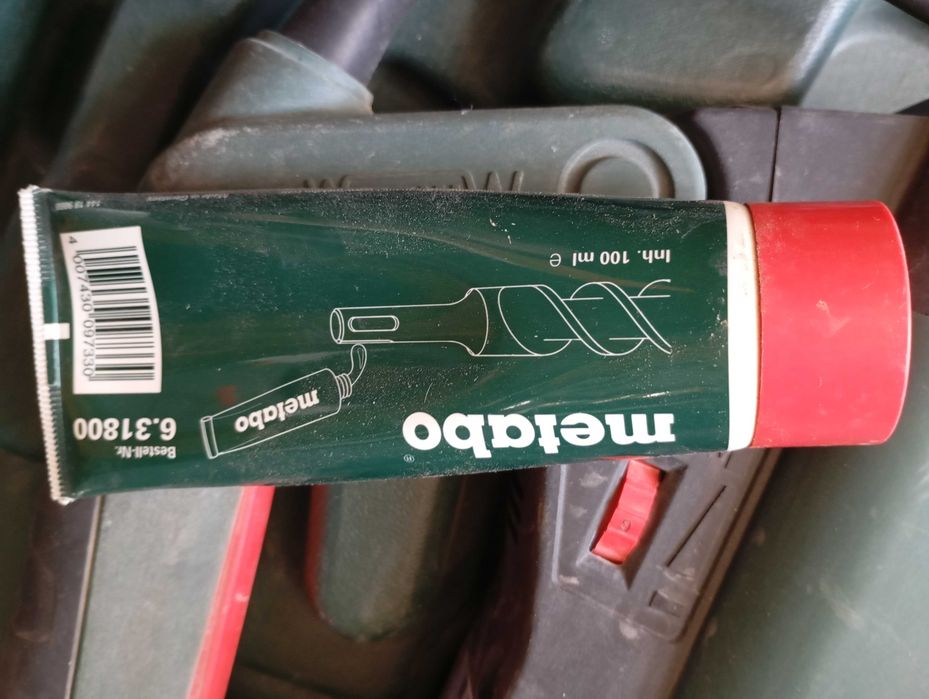 metabo
®
metabo
Inh. 100 ml e
Bestell-Nr.
6.31800
4 007430 097330